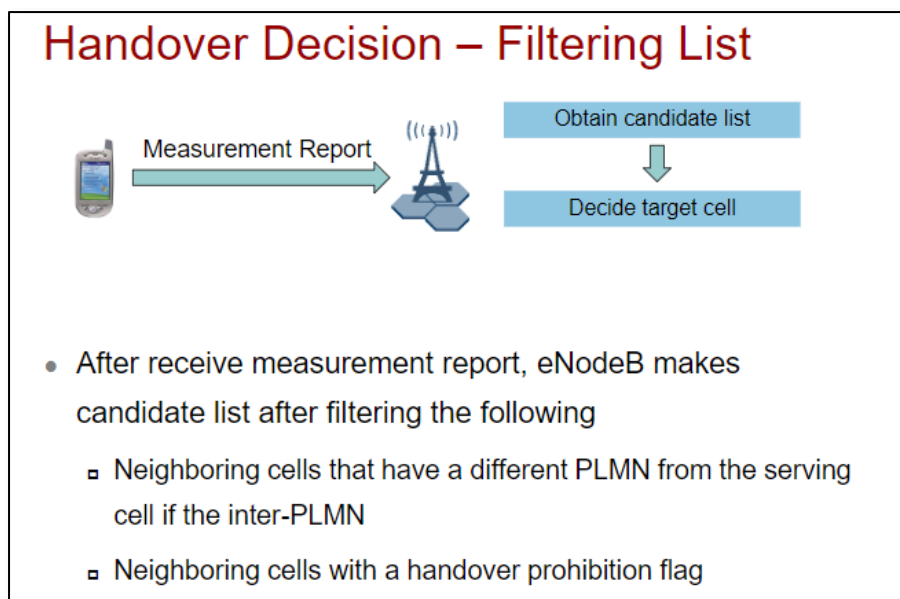 Handover Decision – Filtering List
Measurement Report
Obtain candidate list
Decide target cell
• After receive measurement report, eNodeB makes
candidate list after filtering the following
▫ Neighboring cells that have a different PLMN from the serving
cell if the inter-PLMN
▫ Neighboring cells with a handover prohibition flag